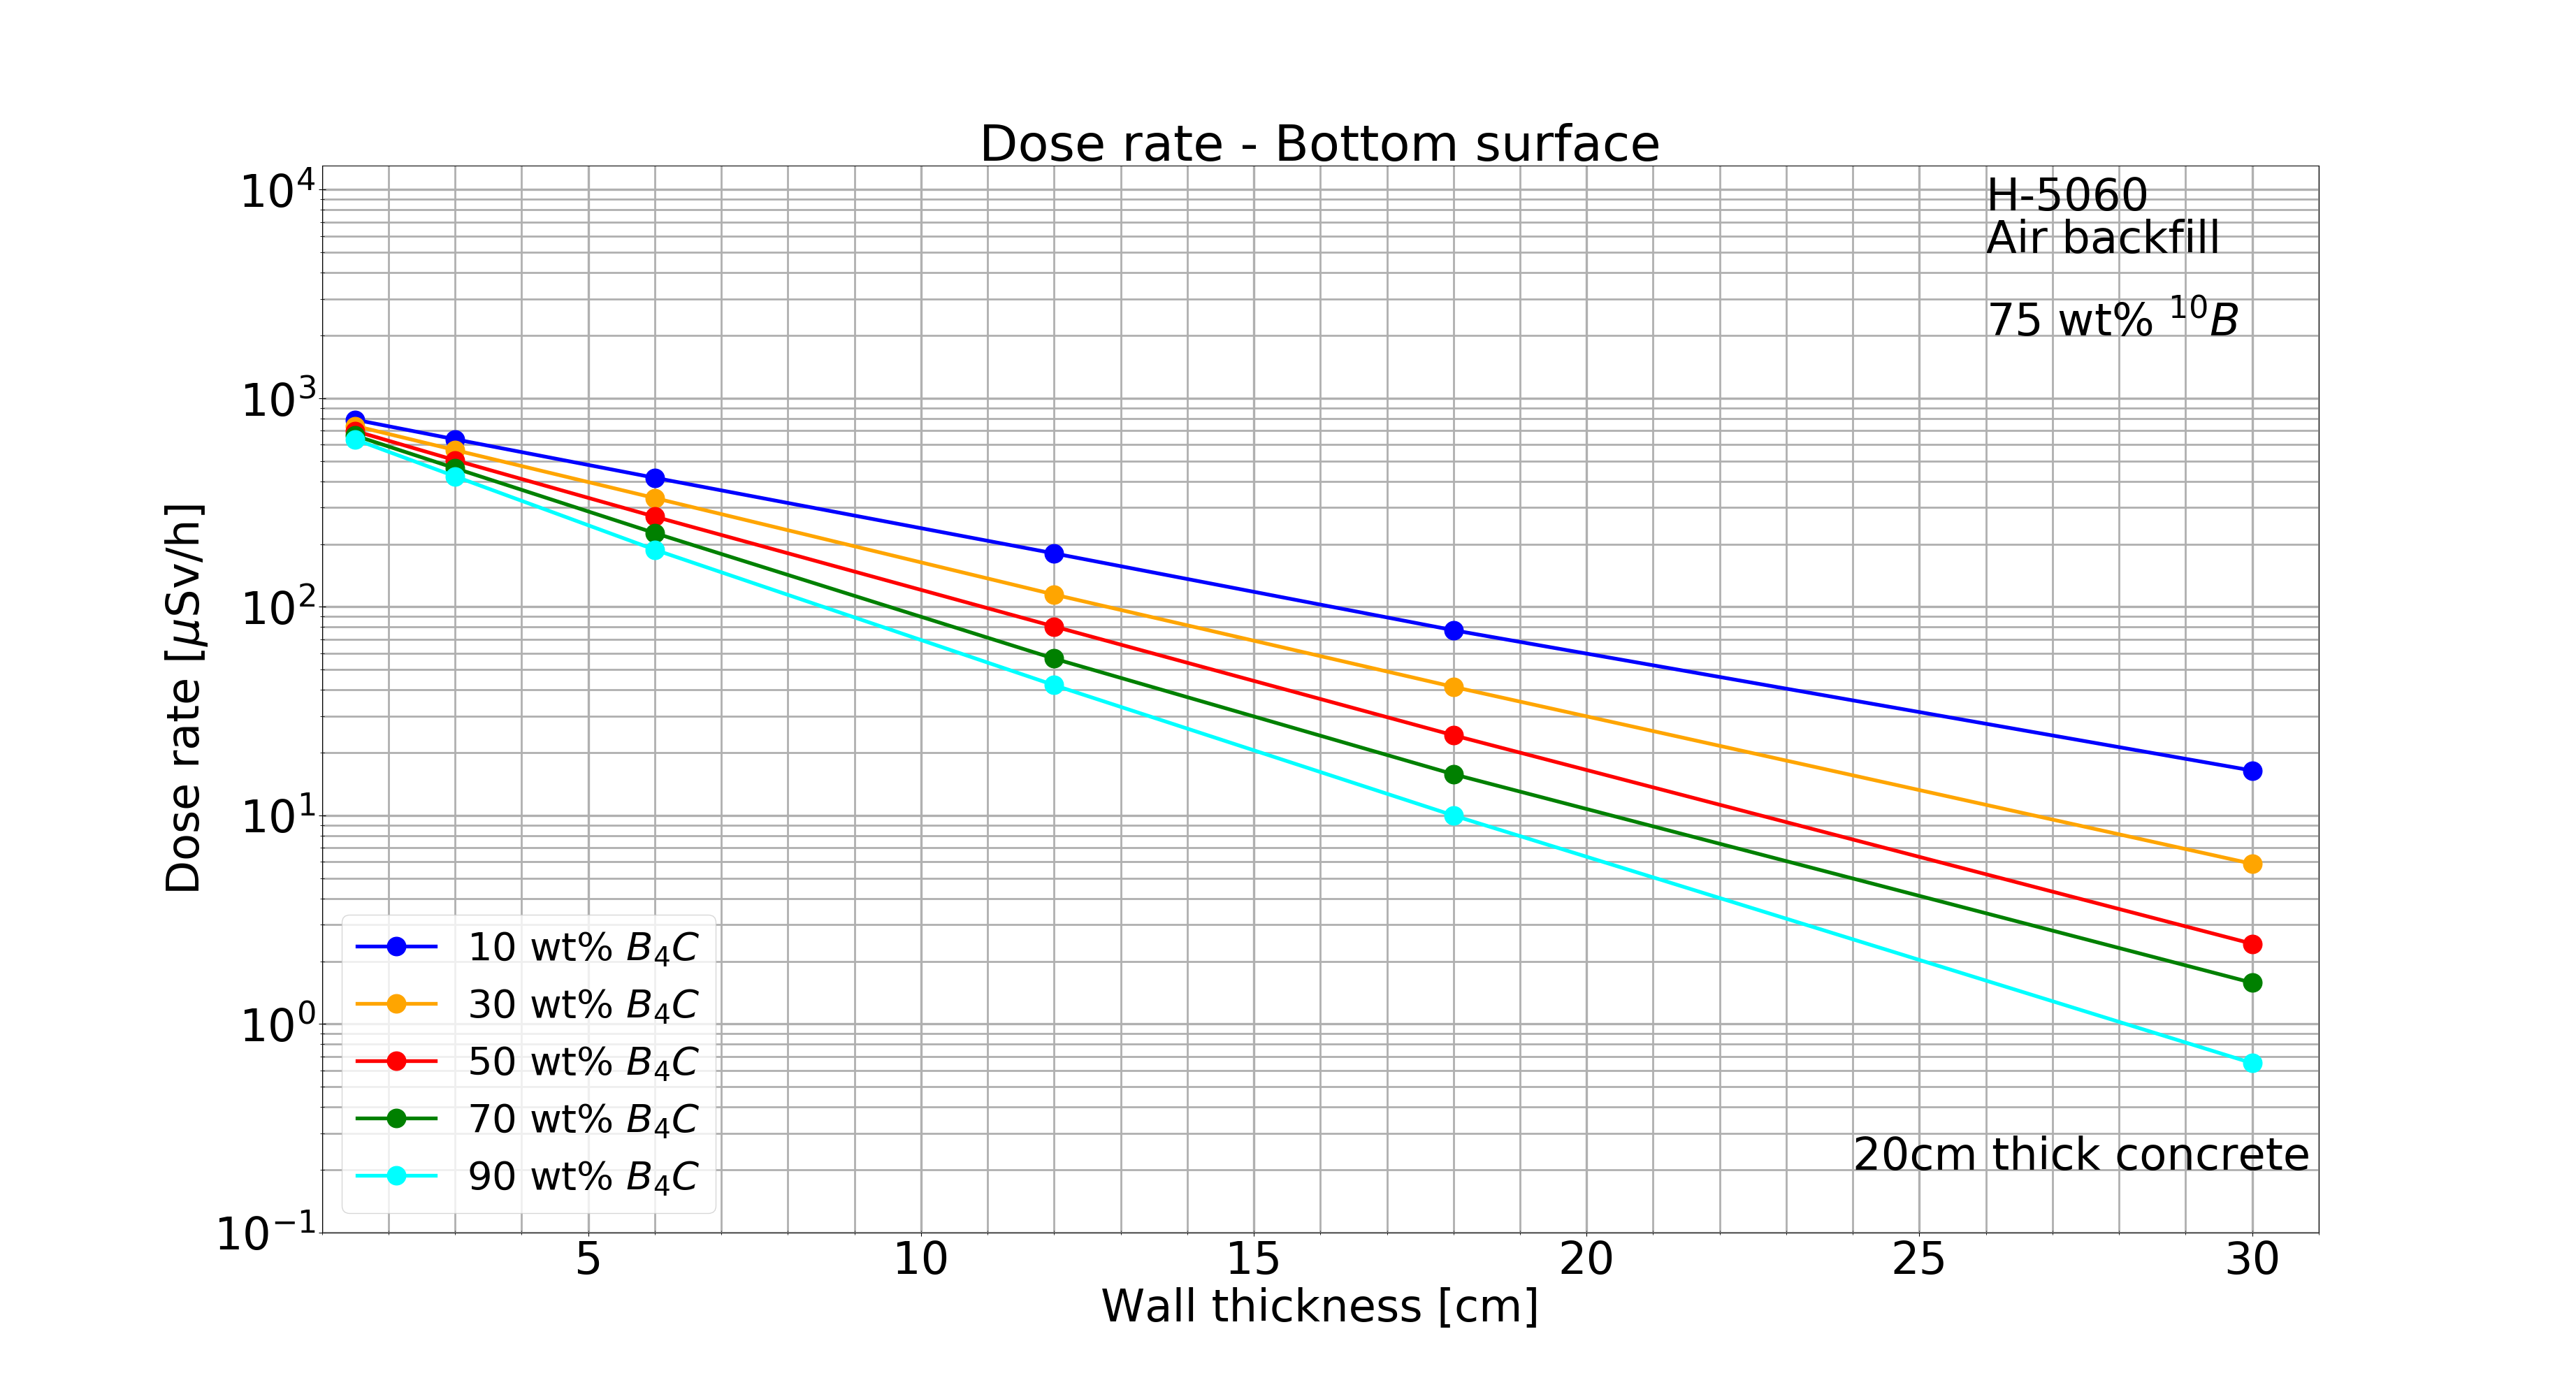 Dose rate - Bottom surface
10⁴
10³
10²
10¹
10⁰
10⁻¹
Dose rate [μSv/h]
H-5060
Air backfill
75 wt% ¹⁰B
10 wt% B₄C
30 wt% B₄C
50 wt% B₄C
70 wt% B₄C
90 wt% B₄C
20cm thick concrete
5 10 15 20 25 30
Wall thickness [cm]